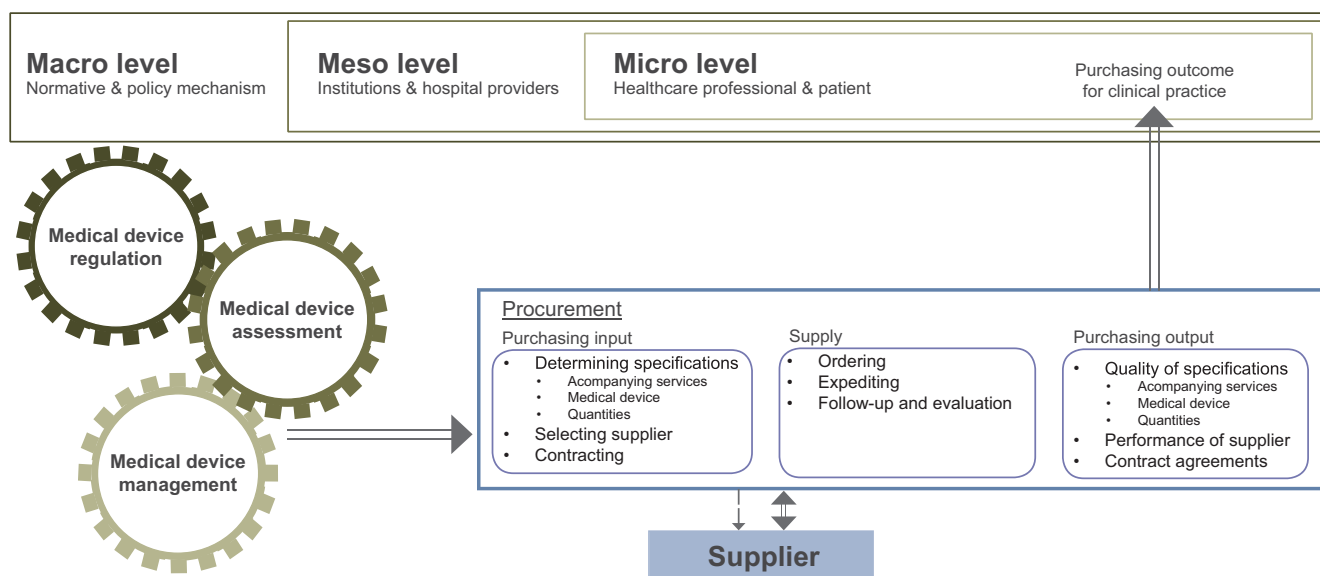 Macro level
Normative & policy mechanism
Meso level
Institutions & hospital providers
Micro level
Healthcare professional & patient
Purchasing outcome
for clinical practice
Medical device
regulation
Medical device
assessment
Medical device
management
Procurement
Purchasing input
• Determining specifications
• Acompanying services
• Medical device
• Quantities
• Selecting supplier
• Contracting
Supply
• Ordering
• Expediting
• Follow-up and evaluation
Purchasing output
• Quality of specifications
• Acompanying services
• Medical device
• Quantities
• Performance of supplier
• Contract agreements
Supplier